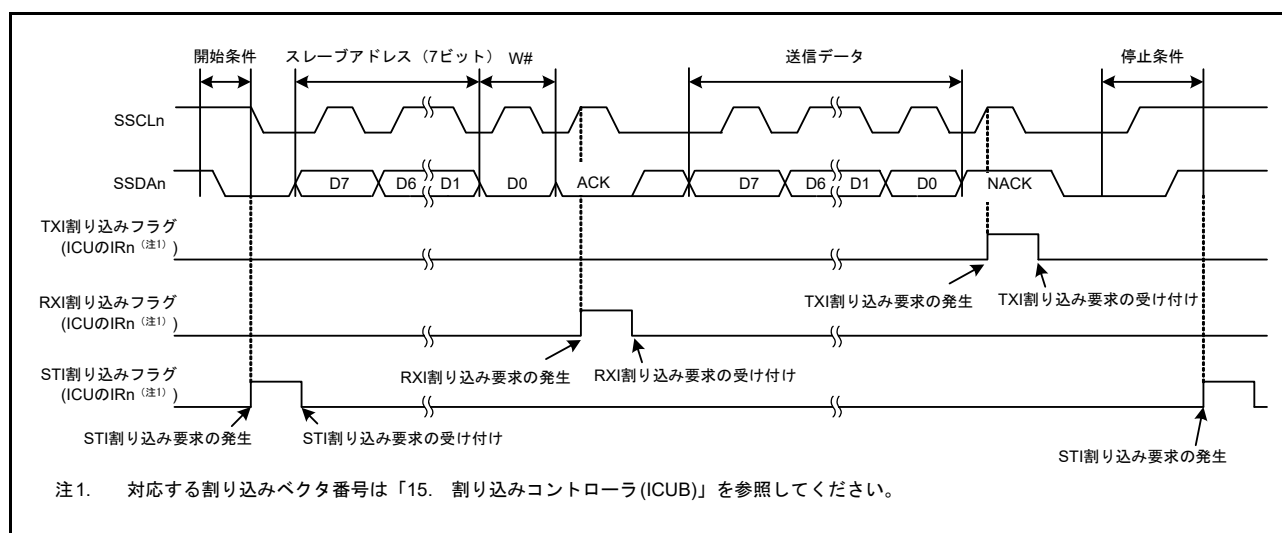 開始条件 スレーブアドレス（7ビット） W# 送信データ 停止条件
SSCLn
SSDAn D7 D6 D1 D0 ACK D7 D6 D1 D0 NACK
TXI割り込みフラグ
(ICUのIRn（注1）)
TXI割り込み要求の発生 TXI割り込み要求の受け付け
RXI割り込みフラグ
(ICUのIRn（注1）)
RXI割り込み要求の発生 RXI割り込み要求の受け付け
STI割り込みフラグ
(ICUのIRn（注1）)
STI割り込み要求の発生 STI割り込み要求の受け付け STI割り込み要求の発生
注1. 対応する割り込みベクタ番号は「15. 割り込みコントローラ(ICUB)」を参照してください。